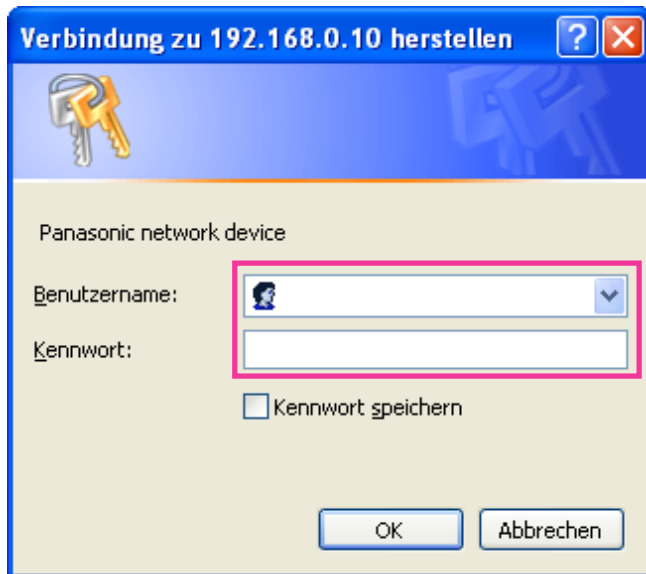 Verbindung zu 192.168.0.10 herstellen
Panasonic network device
Benutzername:
Kennwort:
Kennwort speichern
OK Abbrechen